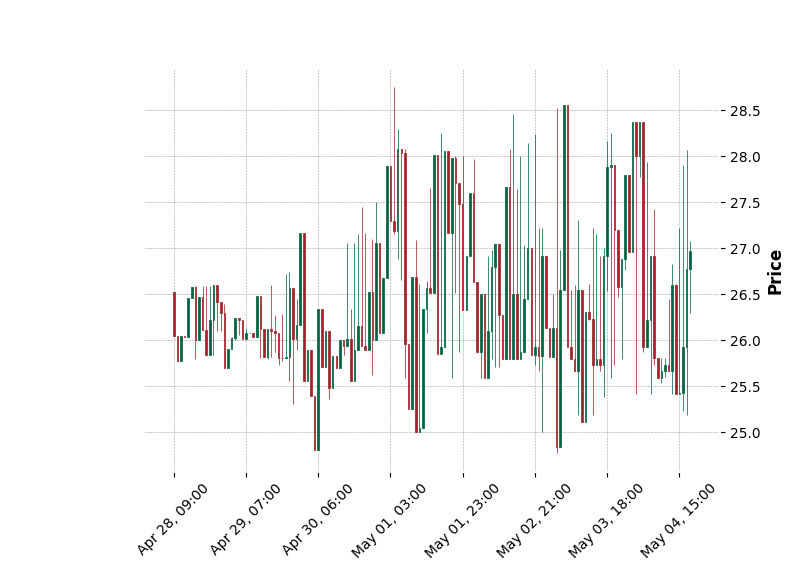 28.5
28.0
27.5
27.0
26.5
26.0
25.5
25.0
Price
Apr 28, 09:00
Apr 29, 07:00
Apr 30, 06:00
May 01, 03:00
May 01, 23:00
May 02, 21:00
May 03, 18:00
May 04, 15:00